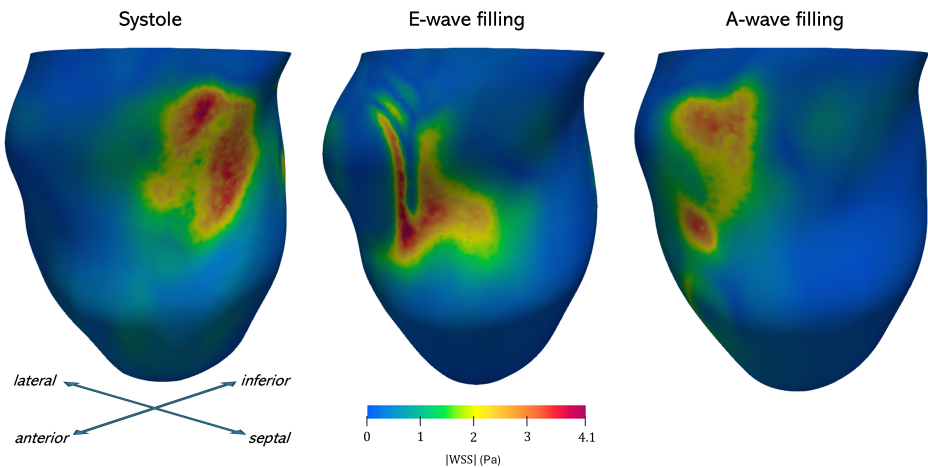 Systole
E-wave filling
A-wave filling
lateral
inferior
anterior
septal
0 1 2 3 4.1
|WSS| (Pa)